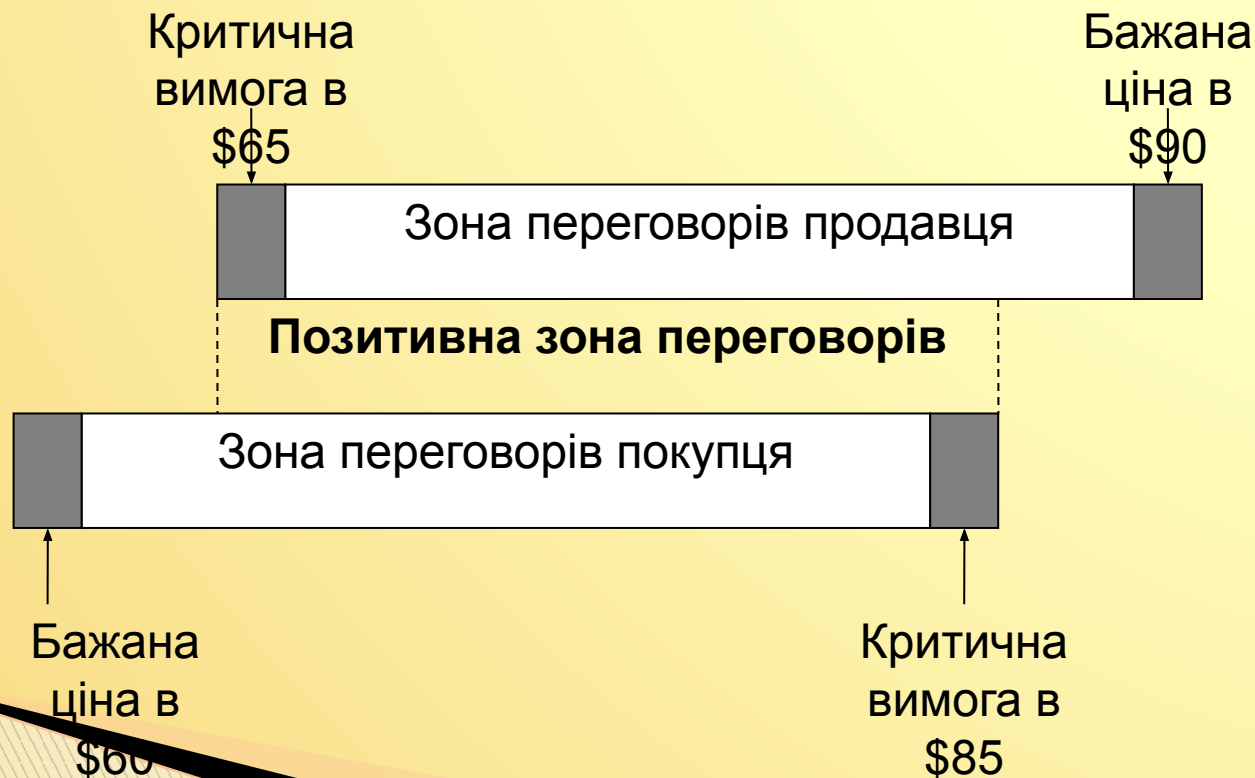 Критична
вимога в
$65
Бажана
ціна в
$90
Зона переговорів продавця
Позитивна зона переговорів
Зона переговорів покупця
Бажана
ціна в
$60
Критична
вимога в
$85